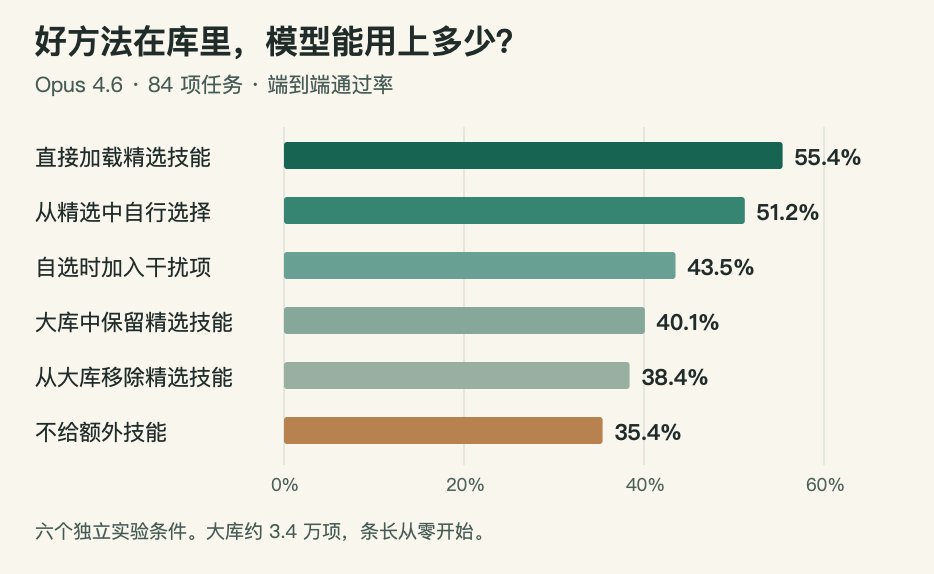 好方法在库里，模型能用上多少?
Opus 4.6 · 84 项任务 · 端到端通过率
直接加载精选技能 55.4%
从精选中自行选择 51.2%
自选时加入干扰项 43.5%
大库中保留精选技能 40.1%
从大库移除精选技能 38.4%
不给额外技能 35.4%
0% 20% 40% 60%
六个独立实验条件。大库约 3.4 万项，条长从零开始。